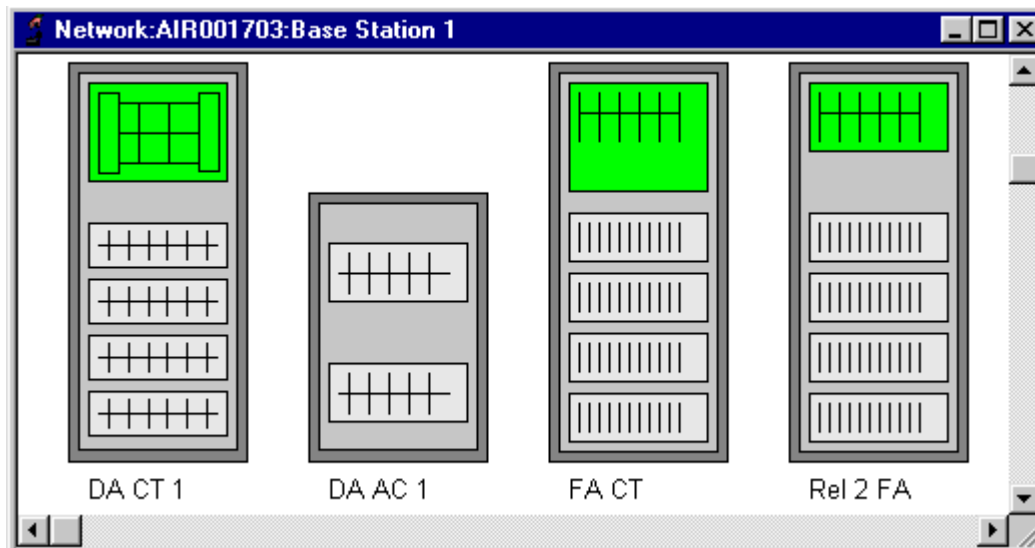 Network:AIR001703:Base Station 1
DA CT 1
DA AC 1
FA CT
Rel 2 FA